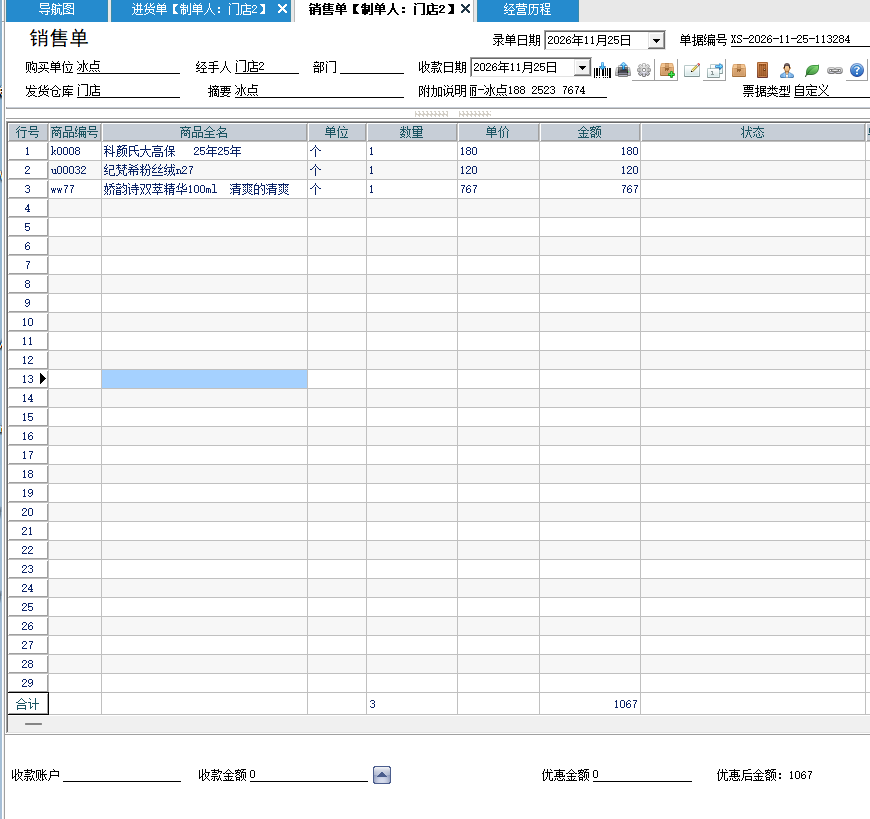 导航图 进货单【制单人：门店2】 ✕ 销售单【制单人：门店2】 ✕ 经营历程
销售单
录单日期 2026年11月25日 单据编号 XS-2026-11-25-113284
购买单位 冰点 经手人 门店2 部门 收款日期 2026年11月25日
发货仓库 门店 摘要 冰点 附加说明 -冰点188 2523 7674 票据类型 自定义
行号 商品编号 商品全名 单位 数量 单价 金额 状态
1 k0008 科颜氏大高保 25年25年 个 1 180 180
2 u00032 纪梵希粉丝绒n27 个 1 120 120
3 ww77 娇韵诗双萃精华100ml 清爽的清爽 个 1 767 767
4
5
6
7
8
9
10
11
12
13
14
15
16
17
18
19
20
21
22
23
24
25
26
27
28
29
合计 3 1067
收款账户 收款金额 0 优惠金额 0 优惠后金额: 1067